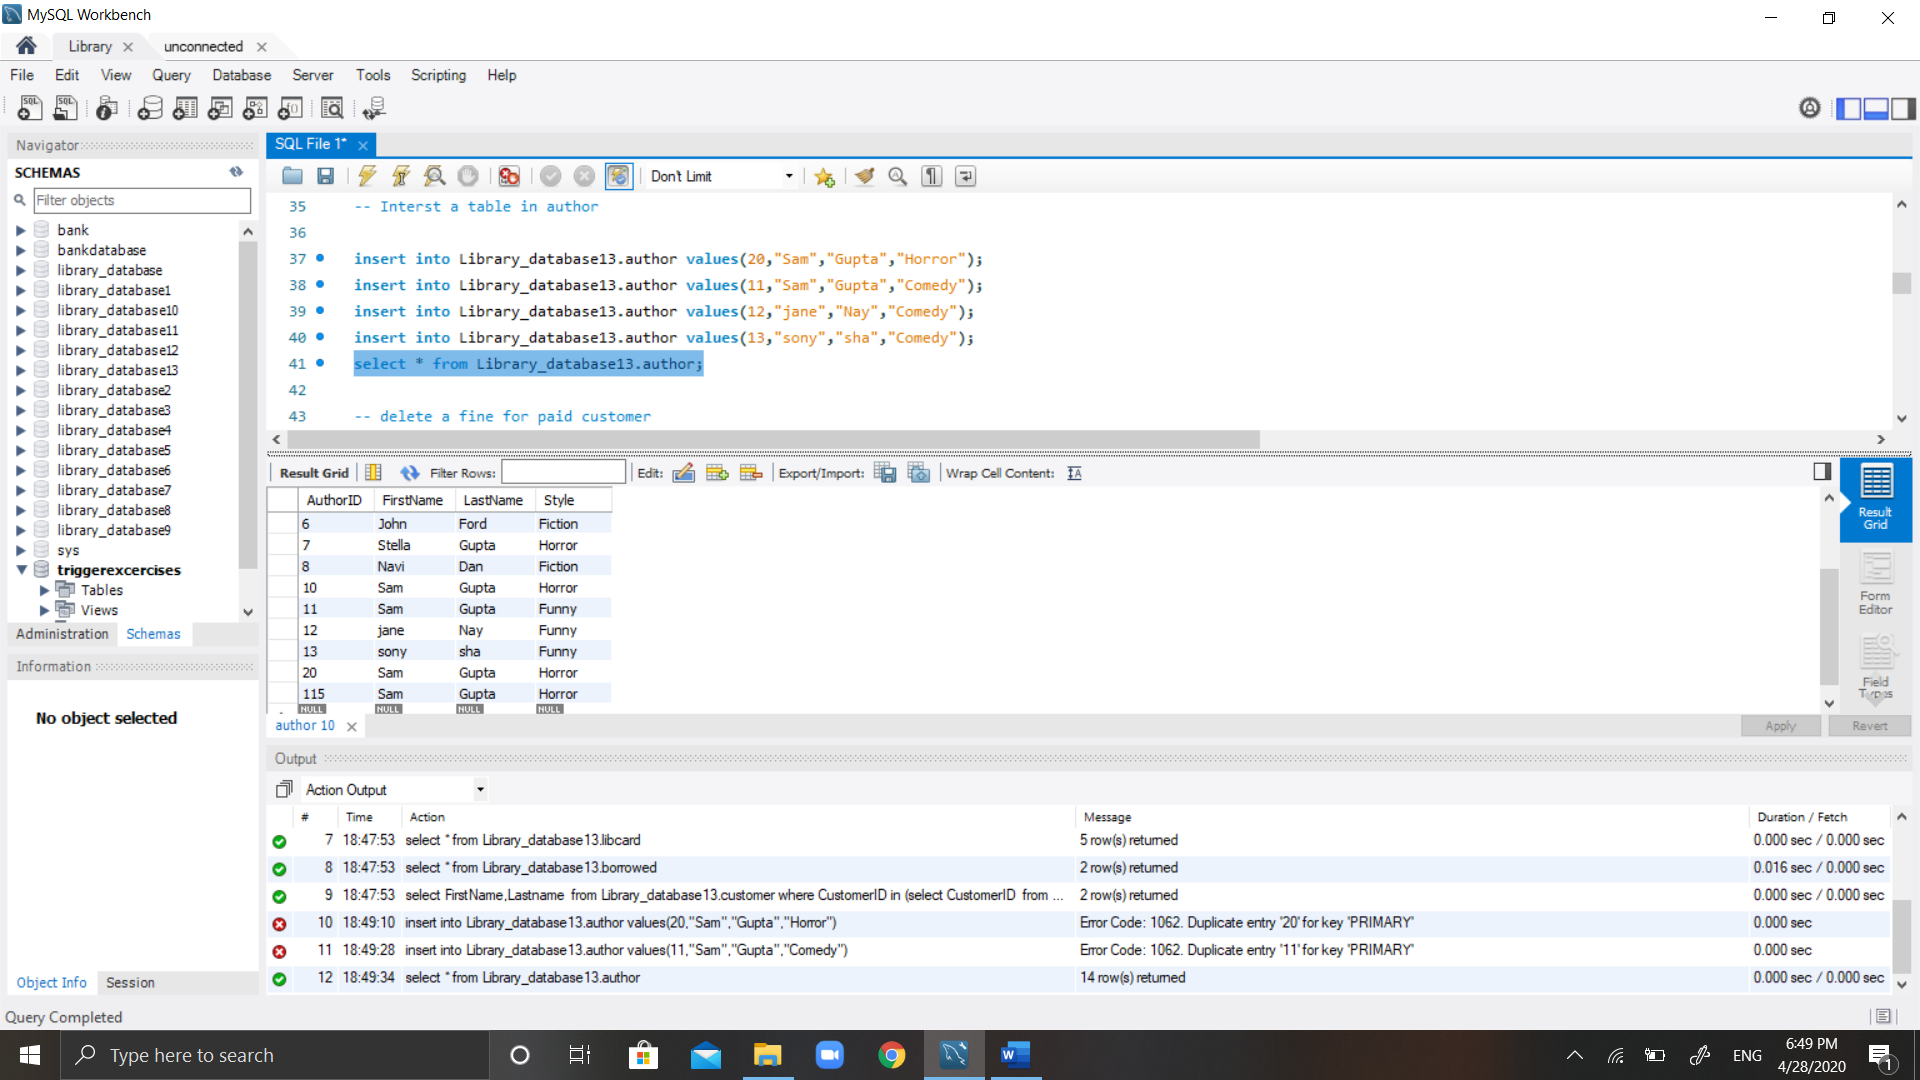 MySQL Workbench
Library
unconnected
File Edit View Query Database Server Tools Scripting Help
Navigator
SCHEMAS
Filter objects
bank
bankdatabase
library_database
library_database1
library_database10
library_database11
library_database12
library_database13
library_database2
library_database3
library_database4
library_database5
library_database6
library_database7
library_database8
library_database9
sys
triggerexcercises
Tables
Views
Administration Schemas
Information
No object selected
Object Info Session
Query Completed
SQL File 1*
Don't Limit
35 -- Interst a table in author
36
37 insert into Library_database13.author values(20,"Sam","Gupta","Horror");
38 insert into Library_database13.author values(11,"Sam","Gupta","Comedy");
39 insert into Library_database13.author values(12,"jane","Nay","Comedy");
40 insert into Library_database13.author values(13,"sony","sha","Comedy");
41 select * from Library_database13.author;
42
43 -- delete a fine for paid customer
Result Grid Filter Rows: Edit: Export/Import: Wrap Cell Content:
AuthorID FirstName LastName Style
6 John Ford Fiction
7 Stella Gupta Horror
8 Navi Dan Fiction
10 Sam Gupta Horror
11 Sam Gupta Funny
12 jane Nay Funny
13 sony sha Funny
20 Sam Gupta Horror
115 Sam Gupta Horror
NULL NULL NULL NULL
Result
Grid
Form
Editor
Field
Types
author 10
Apply Revert
Output
Action Output
# Time Action Message Duration / Fetch
7 18:47:53 select * from Library_database13.libcard 5 row(s) returned 0.000 sec / 0.000 sec
8 18:47:53 select * from Library_database13.borrowed 2 row(s) returned 0.016 sec / 0.000 sec
9 18:47:53 select FirstName,Lastname from Library_database13.customer where CustomerID in (select CustomerID from ... 2 row(s) returned 0.000 sec / 0.000 sec
10 18:49:10 insert into Library_database13.author values(20,"Sam","Gupta","Horror") Error Code: 1062. Duplicate entry '20' for key 'PRIMARY' 0.000 sec
11 18:49:28 insert into Library_database13.author values(11,"Sam","Gupta","Comedy") Error Code: 1062. Duplicate entry '11' for key 'PRIMARY' 0.000 sec
12 18:49:34 select * from Library_database13.author 14 row(s) returned 0.000 sec / 0.000 sec
Type here to search
ENG
6:49 PM
4/28/2020
1